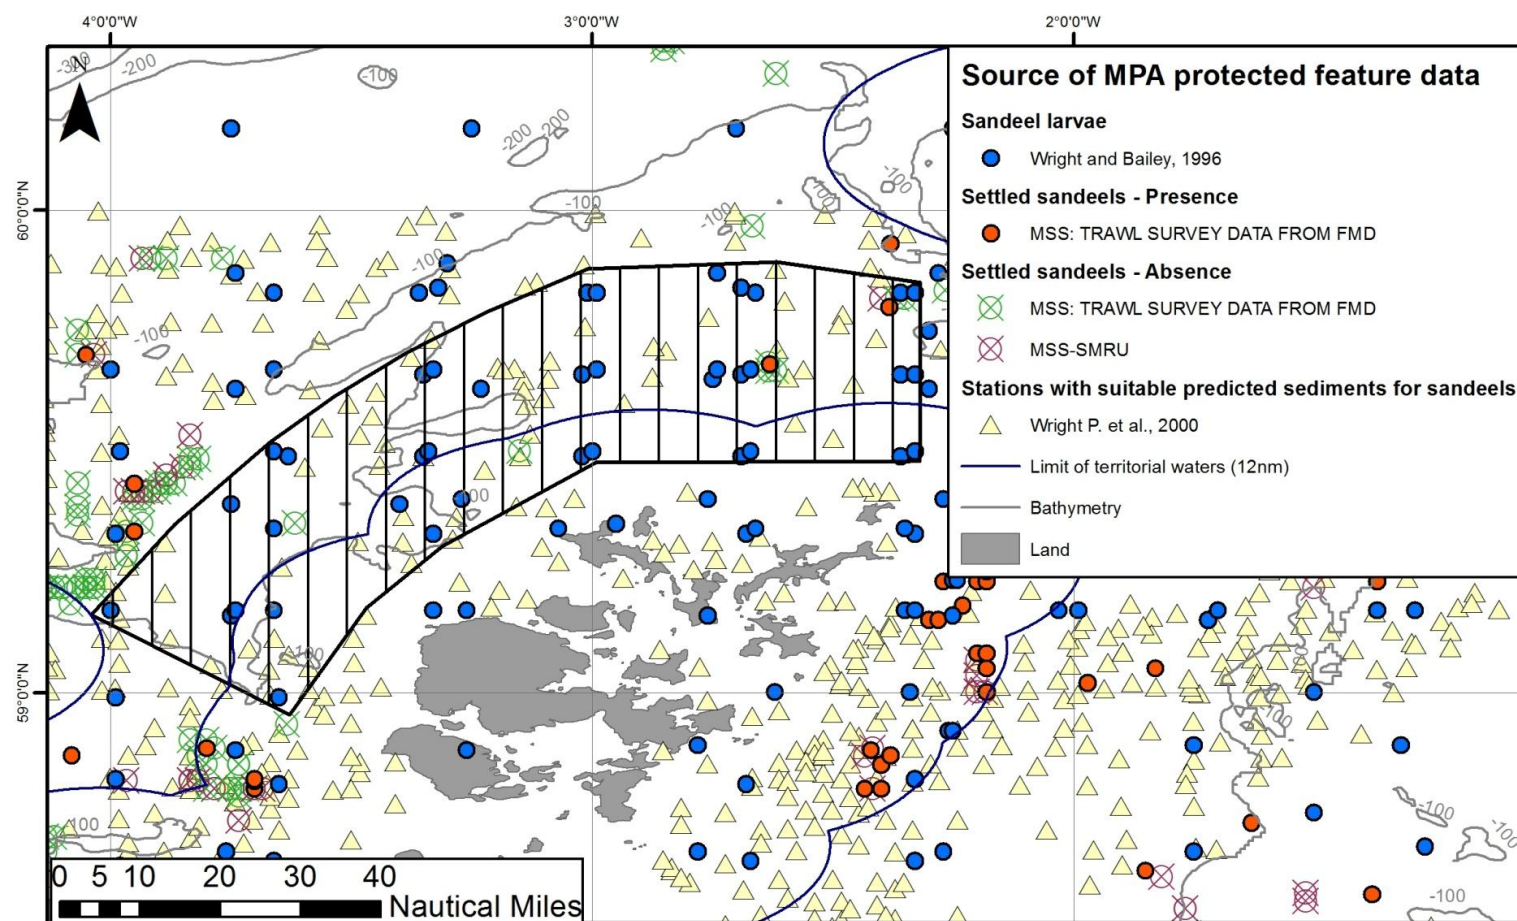 4°0'0"W
3°0'0"W
2°0'0"W
60°0'0"N
59°0'0"N
N
-300
-200
-100
-200
-200
-100
-100
-100
-100
-100
-100
-100
-100
-100
-100
-100
-100
Source of MPA protected feature data
Sandeel larvae
Wright and Bailey, 1996
Settled sandeels - Presence
MSS: TRAWL SURVEY DATA FROM FMD
Settled sandeels - Absence
MSS: TRAWL SURVEY DATA FROM FMD
MSS-SMRU
Stations with suitable predicted sediments for sandeels
Wright P. et al., 2000
Limit of territorial waters (12nm)
Bathymetry
Land
0 5 10 20 30 40
Nautical Miles